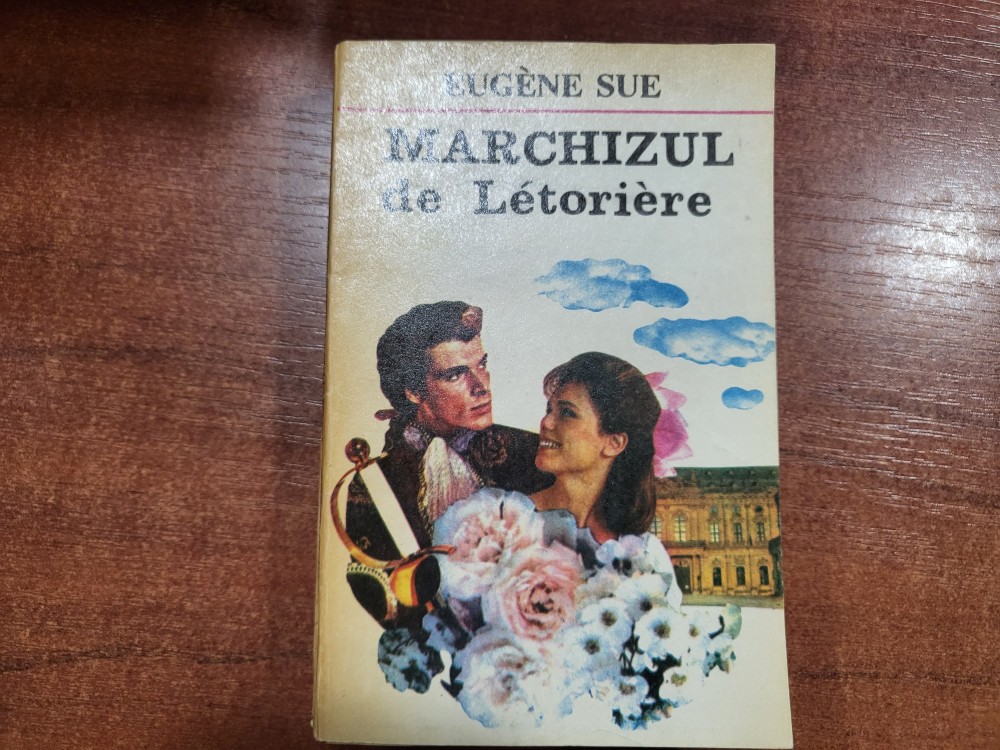 EUGÈNE SUE
MARCHIZUL
de Létorière